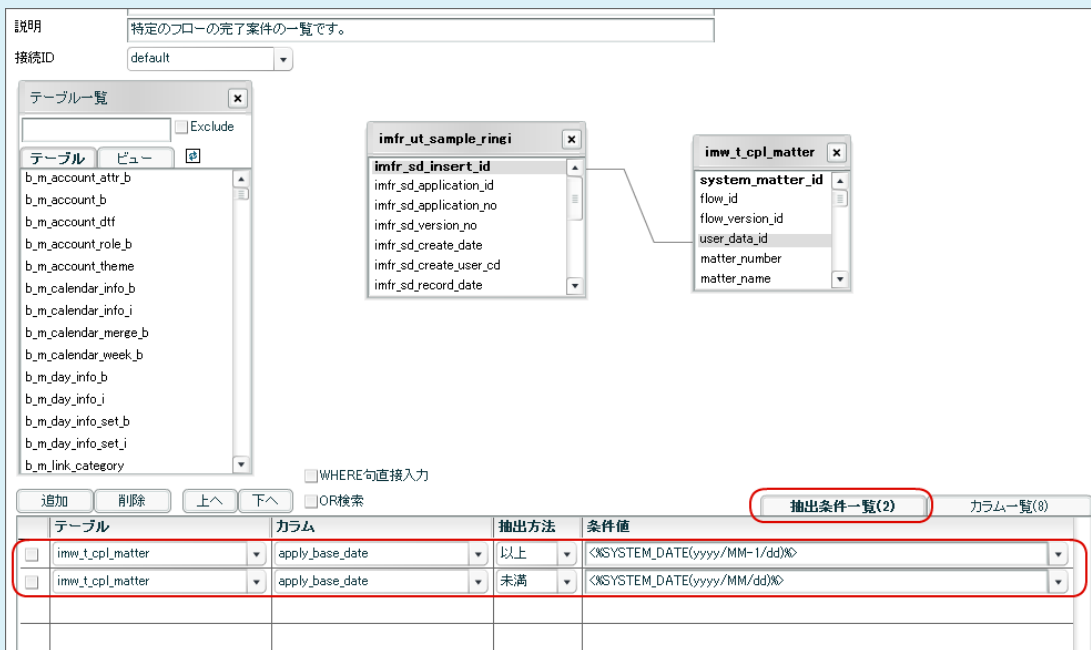 説明 特定のフローの完了案件の一覧です。
接続ID default
テーブル一覧
Exclude
テーブル ビュー
b_m_account_attr_b
b_m_account_b
b_m_account_dtf
b_m_account_role_b
b_m_account_theme
b_m_calendar_info_b
b_m_calendar_info_i
b_m_calendar_merge_b
b_m_calendar_week_b
b_m_day_info_b
b_m_day_info_i
b_m_day_info_set_b
b_m_day_info_set_i
b_m_link_category
imfr_ut_sample_ringi
imfr_sd_insert_id
imfr_sd_application_id
imfr_sd_application_no
imfr_sd_version_no
imfr_sd_create_date
imfr_sd_create_user_cd
imfr_sd_record_date
imw_t_cpl_matter
system_matter_id
flow_id
flow_version_id
user_data_id
matter_number
matter_name
WHERE句直接入力
追加 削除 上へ 下へ OR検索 抽出条件一覧(2) カラム一覧(8)
テーブル カラム 抽出方法 条件値
imw_t_cpl_matter apply_base_date 以上 <%SYSTEM_DATE(yyyy/MM-1/dd)%>
imw_t_cpl_matter apply_base_date 未満 <%SYSTEM_DATE(yyyy/MM/dd)%>